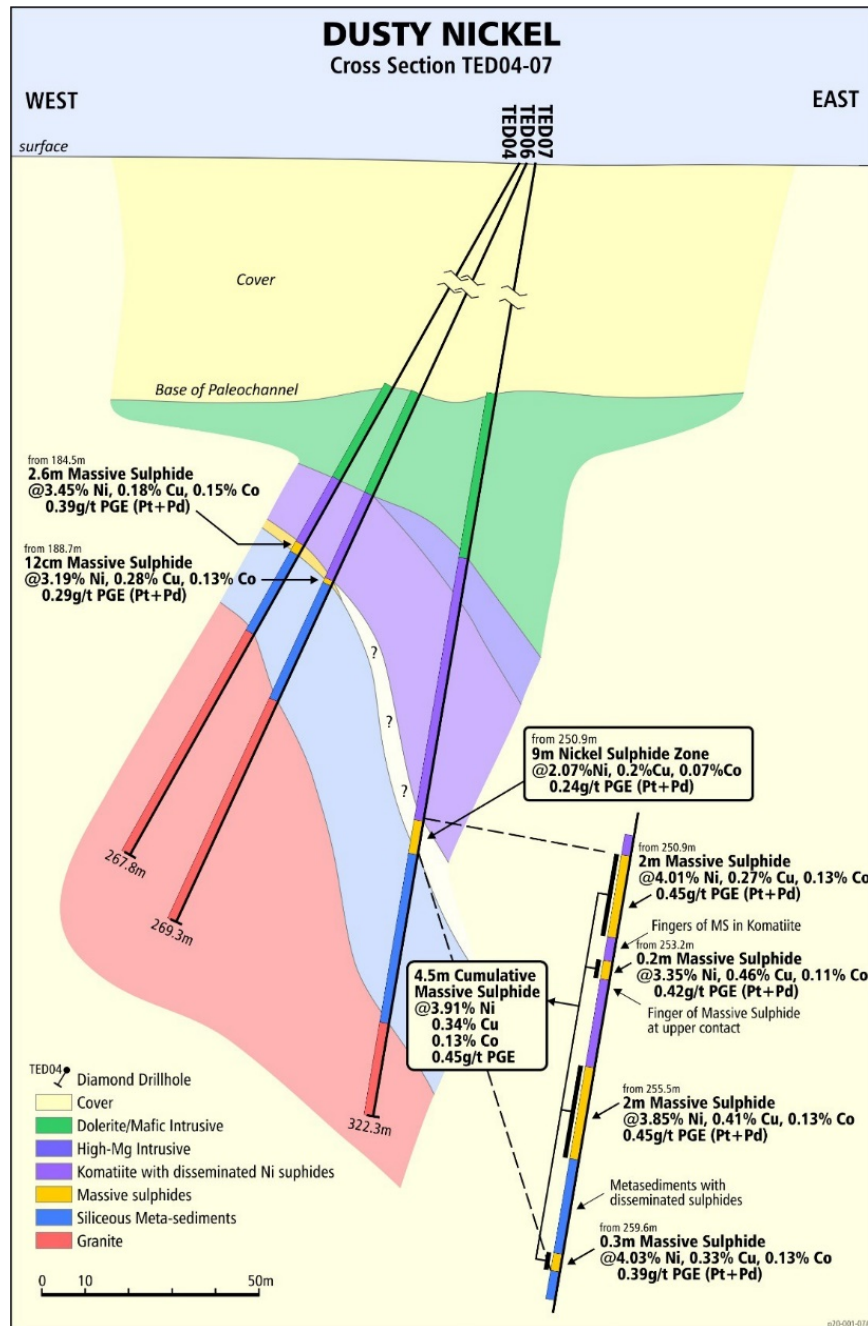 DUSTY NICKEL
Cross Section TED04-07
WEST
EAST
surface
TED04
TED06
TED07
Cover
Base of Paleochannel
from 184.5m
2.6m Massive Sulphide
@3.45% Ni, 0.18% Cu, 0.15% Co
0.39g/t PGE (Pt+Pd)
from 188.7m
12cm Massive Sulphide
@3.19% Ni, 0.28% Cu, 0.13% Co
0.29g/t PGE (Pt+Pd)
?
?
?
from 250.9m
9m Nickel Sulphide Zone
@2.07%Ni, 0.2%Cu, 0.07%Co
0.24g/t PGE (Pt+Pd)
267.8m
269.3m
322.3m
from 250.9m
2m Massive Sulphide
@4.01% Ni, 0.27% Cu, 0.13% Co
0.45g/t PGE (Pt+Pd)
Fingers of MS in Komatiite
from 253.2m
0.2m Massive Sulphide
@3.35% Ni, 0.46% Cu, 0.11% Co
0.42g/t PGE (Pt+Pd)
Finger of Massive Sulphide
at upper contact
4.5m Cumulative
Massive Sulphide
@3.91% Ni
0.34% Cu
0.13% Co
0.45g/t PGE
from 255.5m
2m Massive Sulphide
@3.85% Ni, 0.41% Cu, 0.13% Co
0.45g/t PGE (Pt+Pd)
Metasediments with
disseminated sulphides
from 259.6m
0.3m Massive Sulphide
@4.03% Ni, 0.33% Cu, 0.13% Co
0.39g/t PGE (Pt+Pd)
TED04
Diamond Drillhole
Cover
Dolerite/Mafic Intrusive
High-Mg Intrusive
Komatiite with disseminated Ni suphides
Massive sulphides
Siliceous Meta-sediments
Granite
0 10 50m